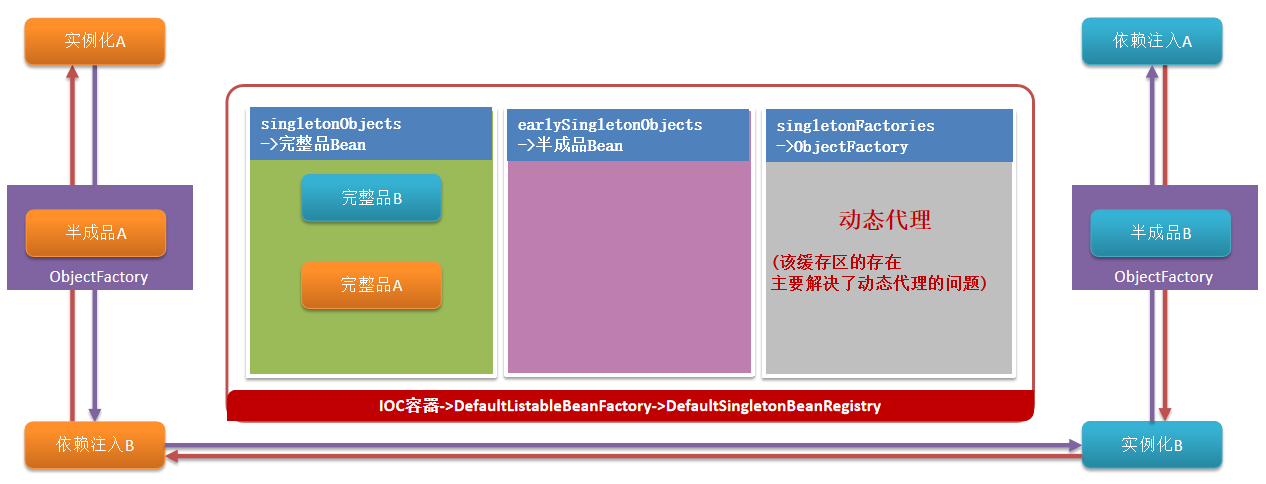 实例化A
依赖注入A
singletonObjects
->完整品Bean
earlySingletonObjects
->半成品Bean
singletonFactories
->ObjectFactory
完整品B
完整品A
动态代理
(该缓存区的存在
主要解决了动态代理的问题)
半成品A
ObjectFactory
半成品B
ObjectFactory
IOC容器->DefaultListableBeanFactory->DefaultSingletonBeanRegistry
依赖注入B
实例化B